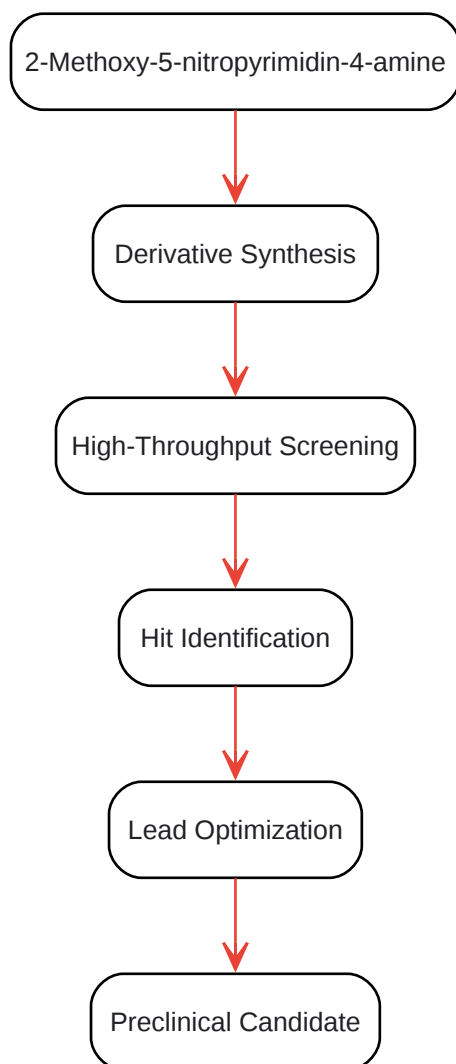 2-Methoxy-5-nitropyrimidin-4-amine
Derivative Synthesis
High-Throughput Screening
Hit Identification
Lead Optimization
Preclinical Candidate